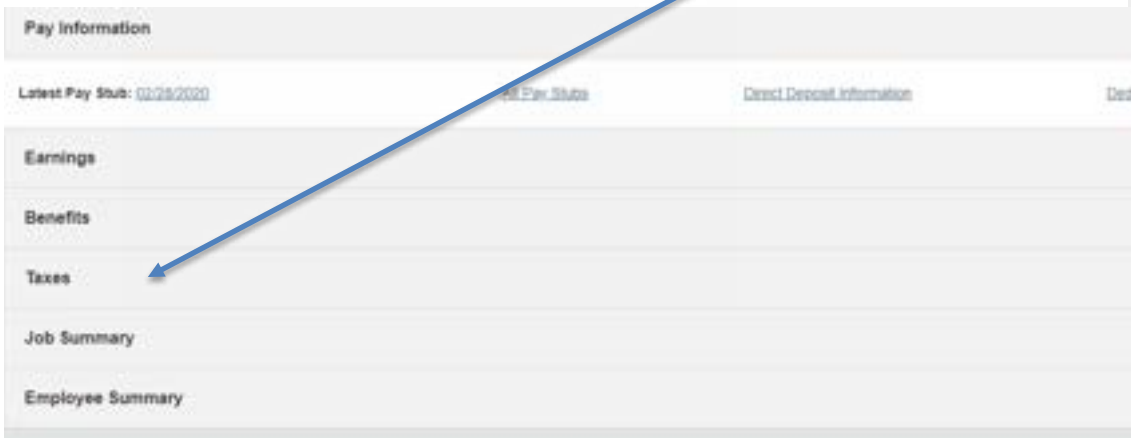 Pay Information
Latest Pay Stub: 02/28/2020 All Pay Stubs Direct Deposit Information Ded
Earnings
Benefits
Taxes
Job Summary
Employee Summary